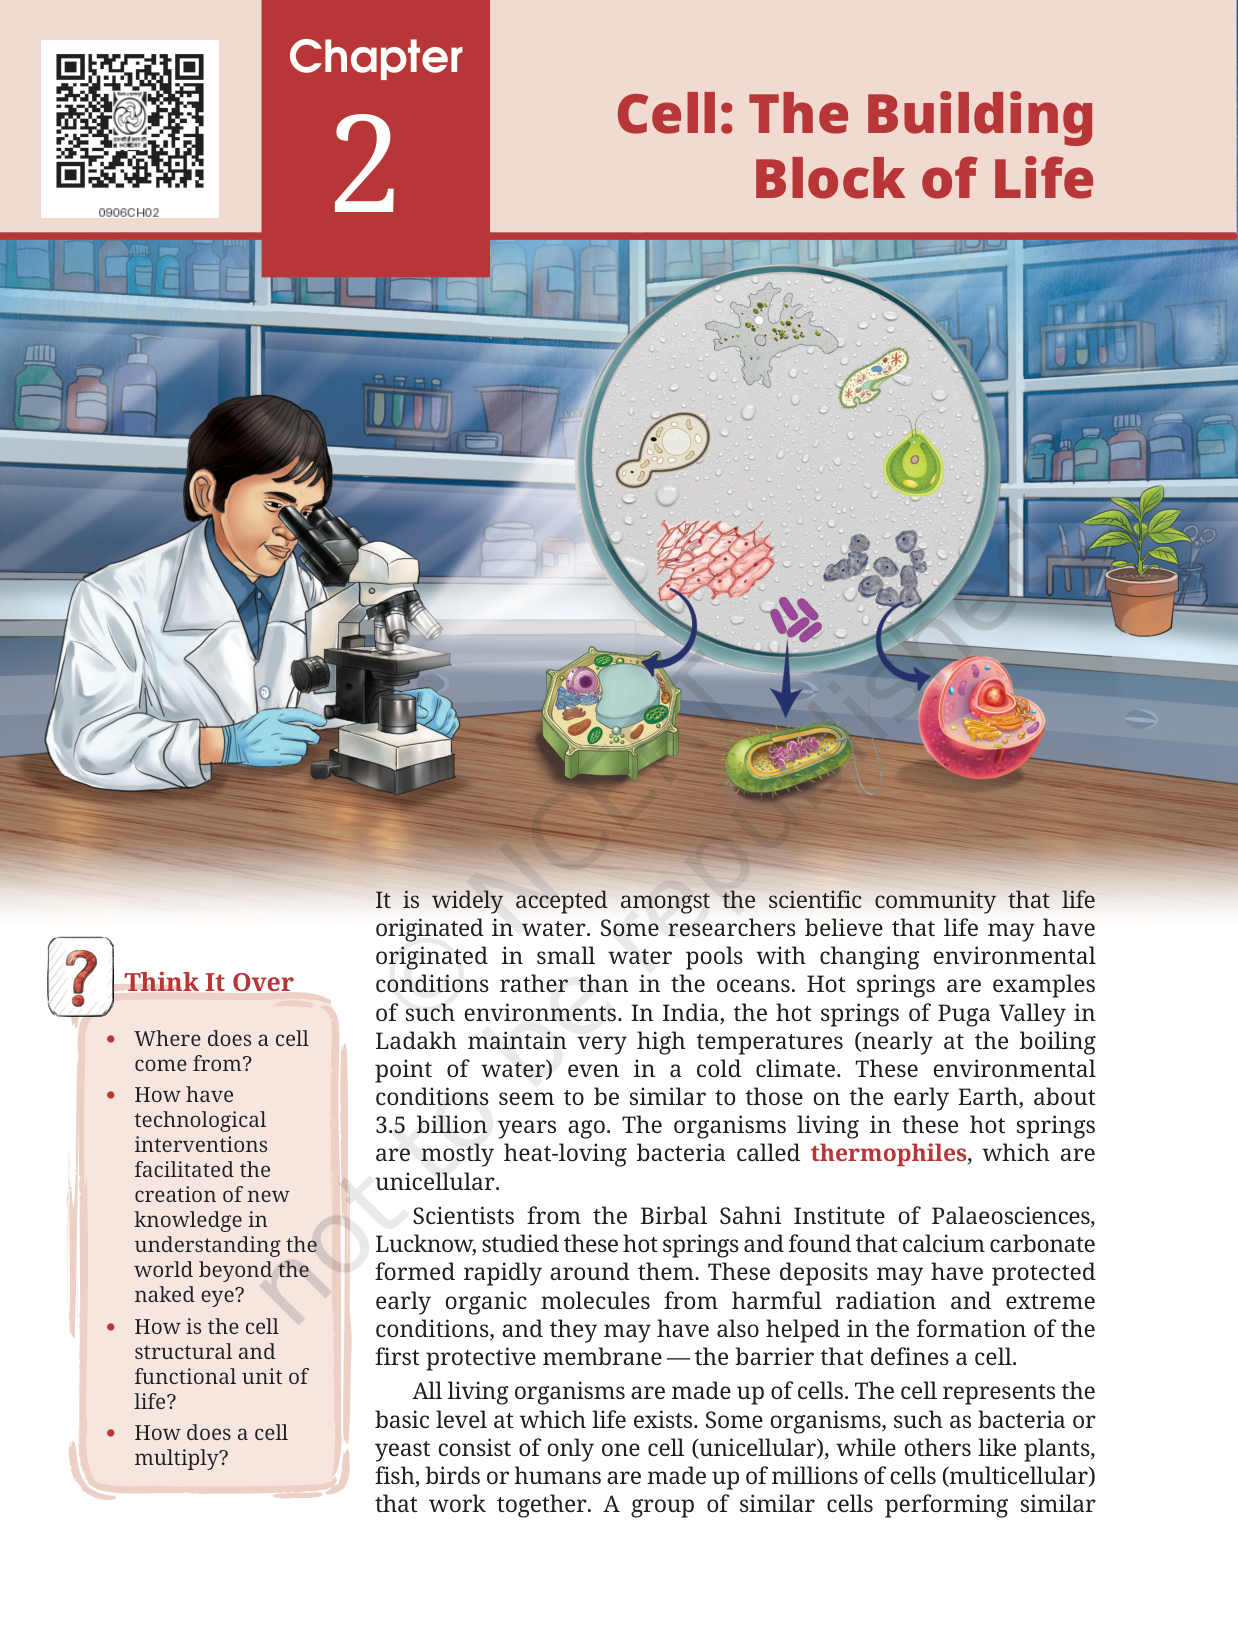 0906CH02
Chapter
2
Cell: The Building
Block of Life
Think It Over
• Where does a cell
come from?
• How have
technological
interventions
facilitated the
creation of new
knowledge in
understanding the
world beyond the
naked eye?
• How is the cell
structural and
functional unit of
life?
• How does a cell
multiply?
It is widely accepted amongst the scientific community that life
originated in water. Some researchers believe that life may have
originated in small water pools with changing environmental
conditions rather than in the oceans. Hot springs are examples
of such environments. In India, the hot springs of Puga Valley in
Ladakh maintain very high temperatures (nearly at the boiling
point of water) even in a cold climate. These environmental
conditions seem to be similar to those on the early Earth, about
3.5 billion years ago. The organisms living in these hot springs
are mostly heat-loving bacteria called thermophiles, which are
unicellular.
Scientists from the Birbal Sahni Institute of Palaeosciences,
Lucknow, studied these hot springs and found that calcium carbonate
formed rapidly around them. These deposits may have protected
early organic molecules from harmful radiation and extreme
conditions, and they may have also helped in the formation of the
first protective membrane — the barrier that defines a cell.
All living organisms are made up of cells. The cell represents the
basic level at which life exists. Some organisms, such as bacteria or
yeast consist of only one cell (unicellular), while others like plants,
fish, birds or humans are made up of millions of cells (multicellular)
that work together. A group of similar cells performing similar
© NCERT
not to be republished